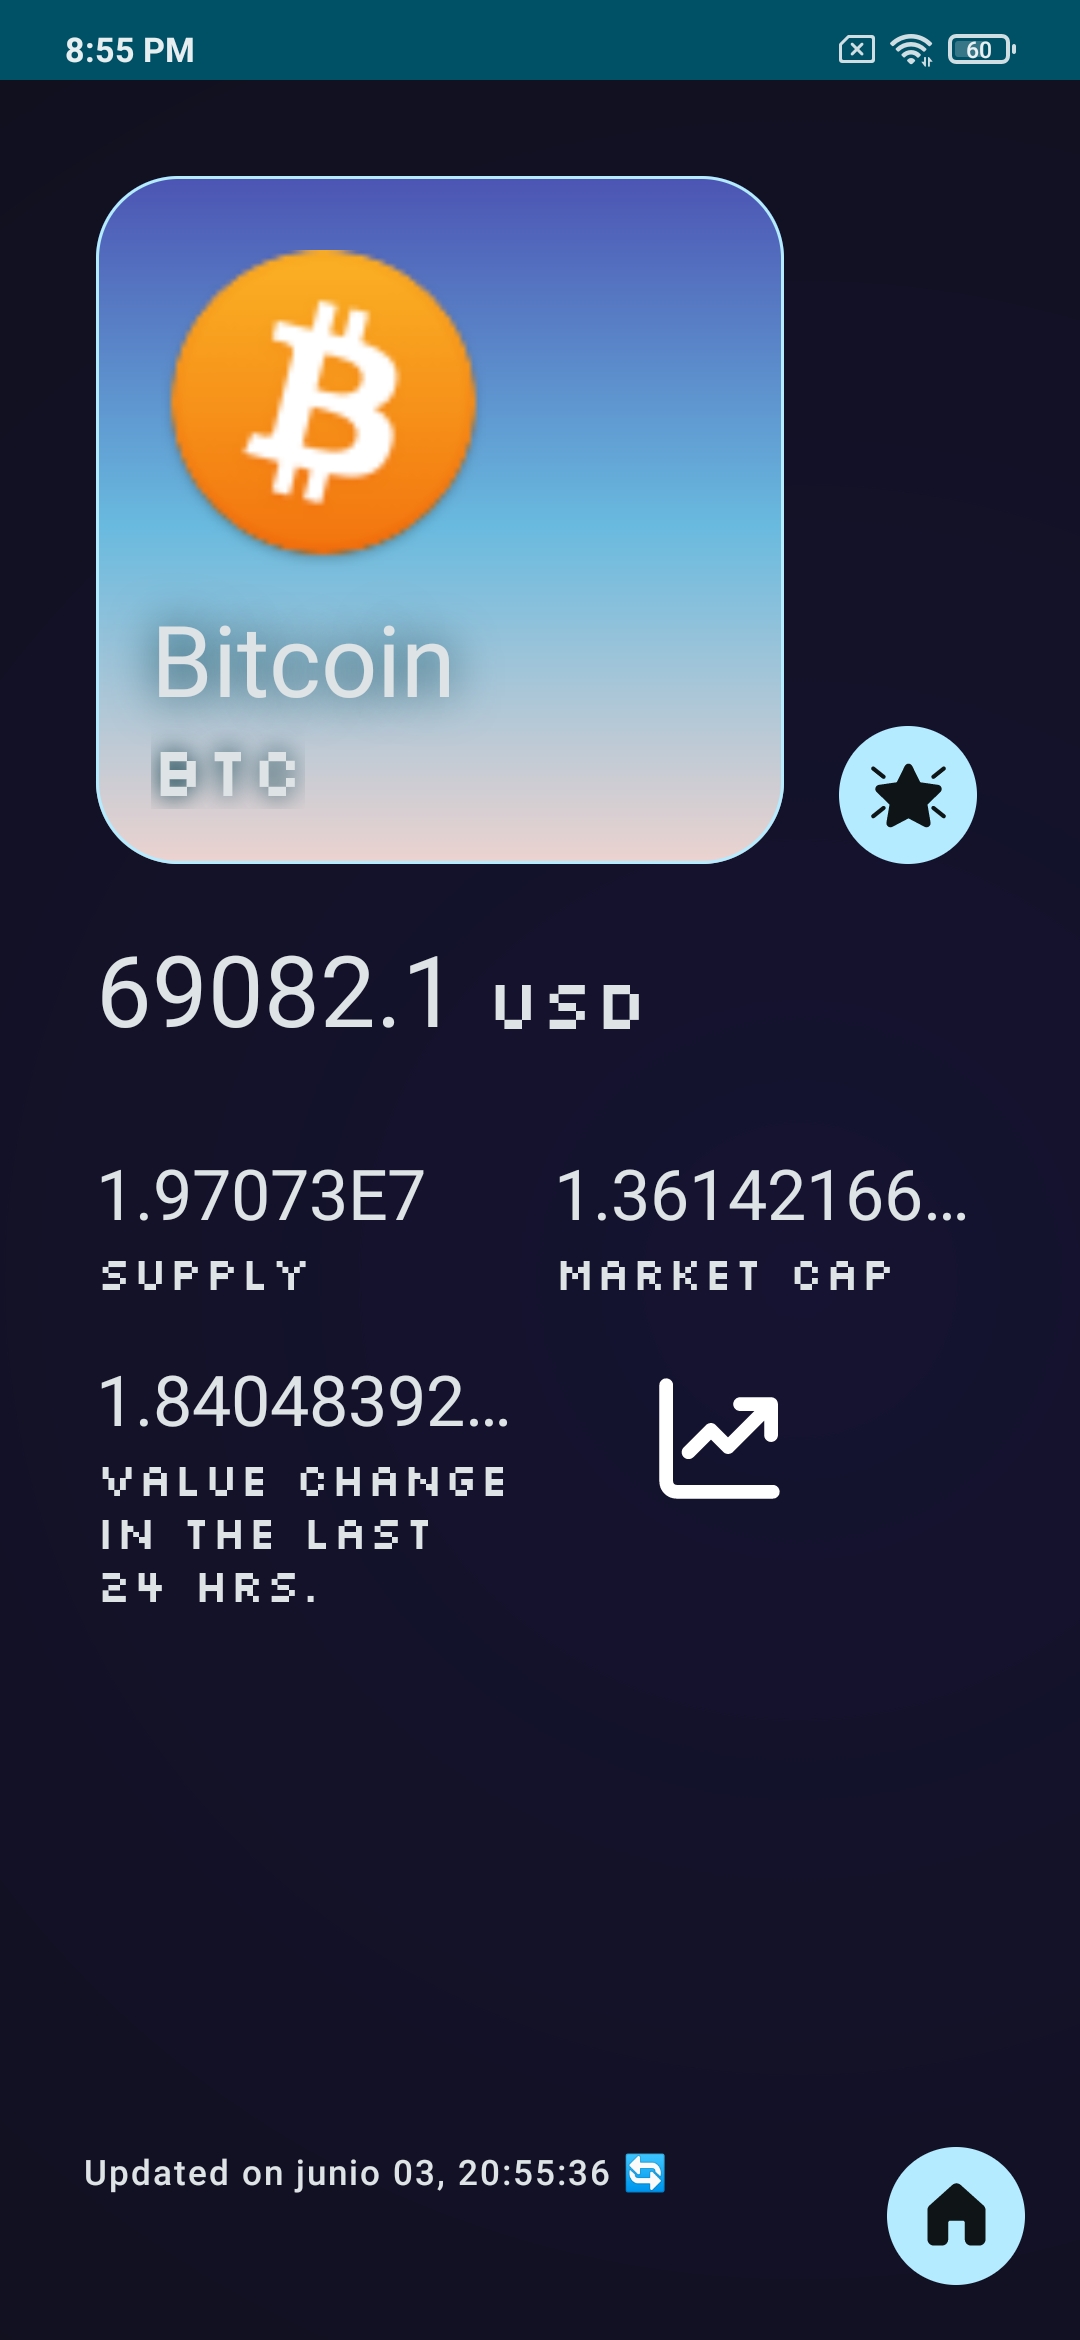 8:55 PM
60
Bitcoin
BTC
69082.1 USD
1.97073E7
SUPPLY
1.36142166...
MARKET CAP
1.84048392...
VALUE CHANGE
IN THE LAST
24 HRS.
Updated on junio 03, 20:55:36